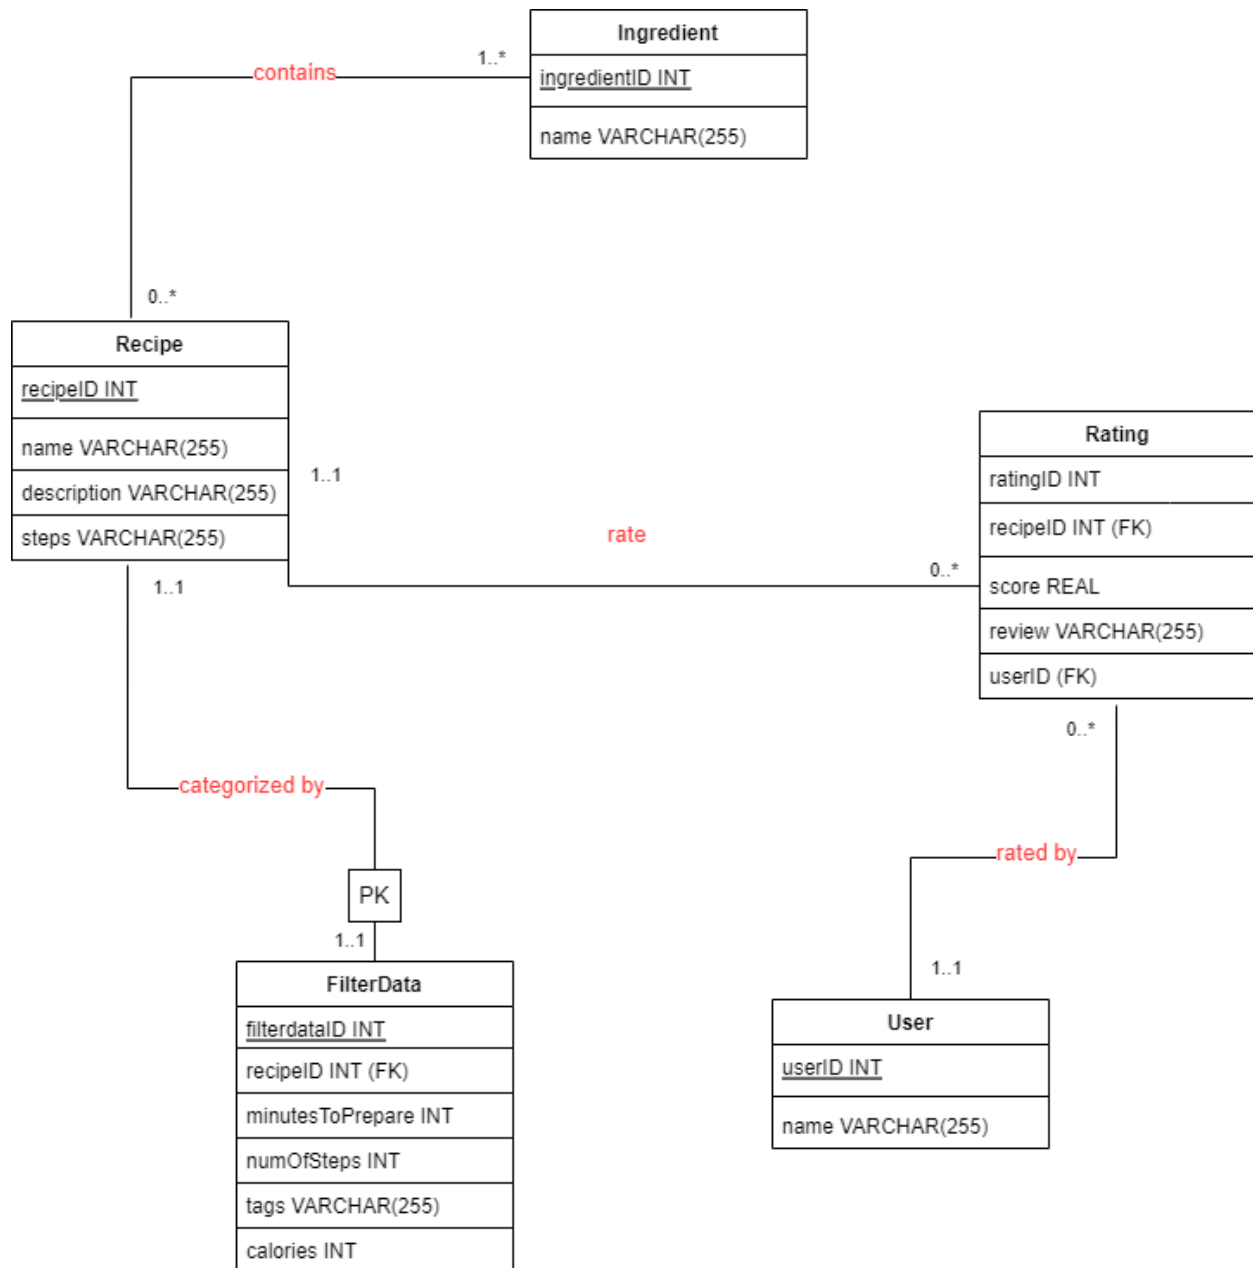 Ingredient
ingredientID INT
name VARCHAR(255)
1..*
contains
0..*
Recipe
recipeID INT
name VARCHAR(255)
description VARCHAR(255)
steps VARCHAR(255)
1..1
rate
0..*
Rating
ratingID INT
recipeID INT (FK)
score REAL
review VARCHAR(255)
userID (FK)
1..1
categorized by
PK
1..1
FilterData
filterdataID INT
recipeID INT (FK)
minutesToPrepare INT
numOfSteps INT
tags VARCHAR(255)
calories INT
0..*
rated by
1..1
User
userID INT
name VARCHAR(255)